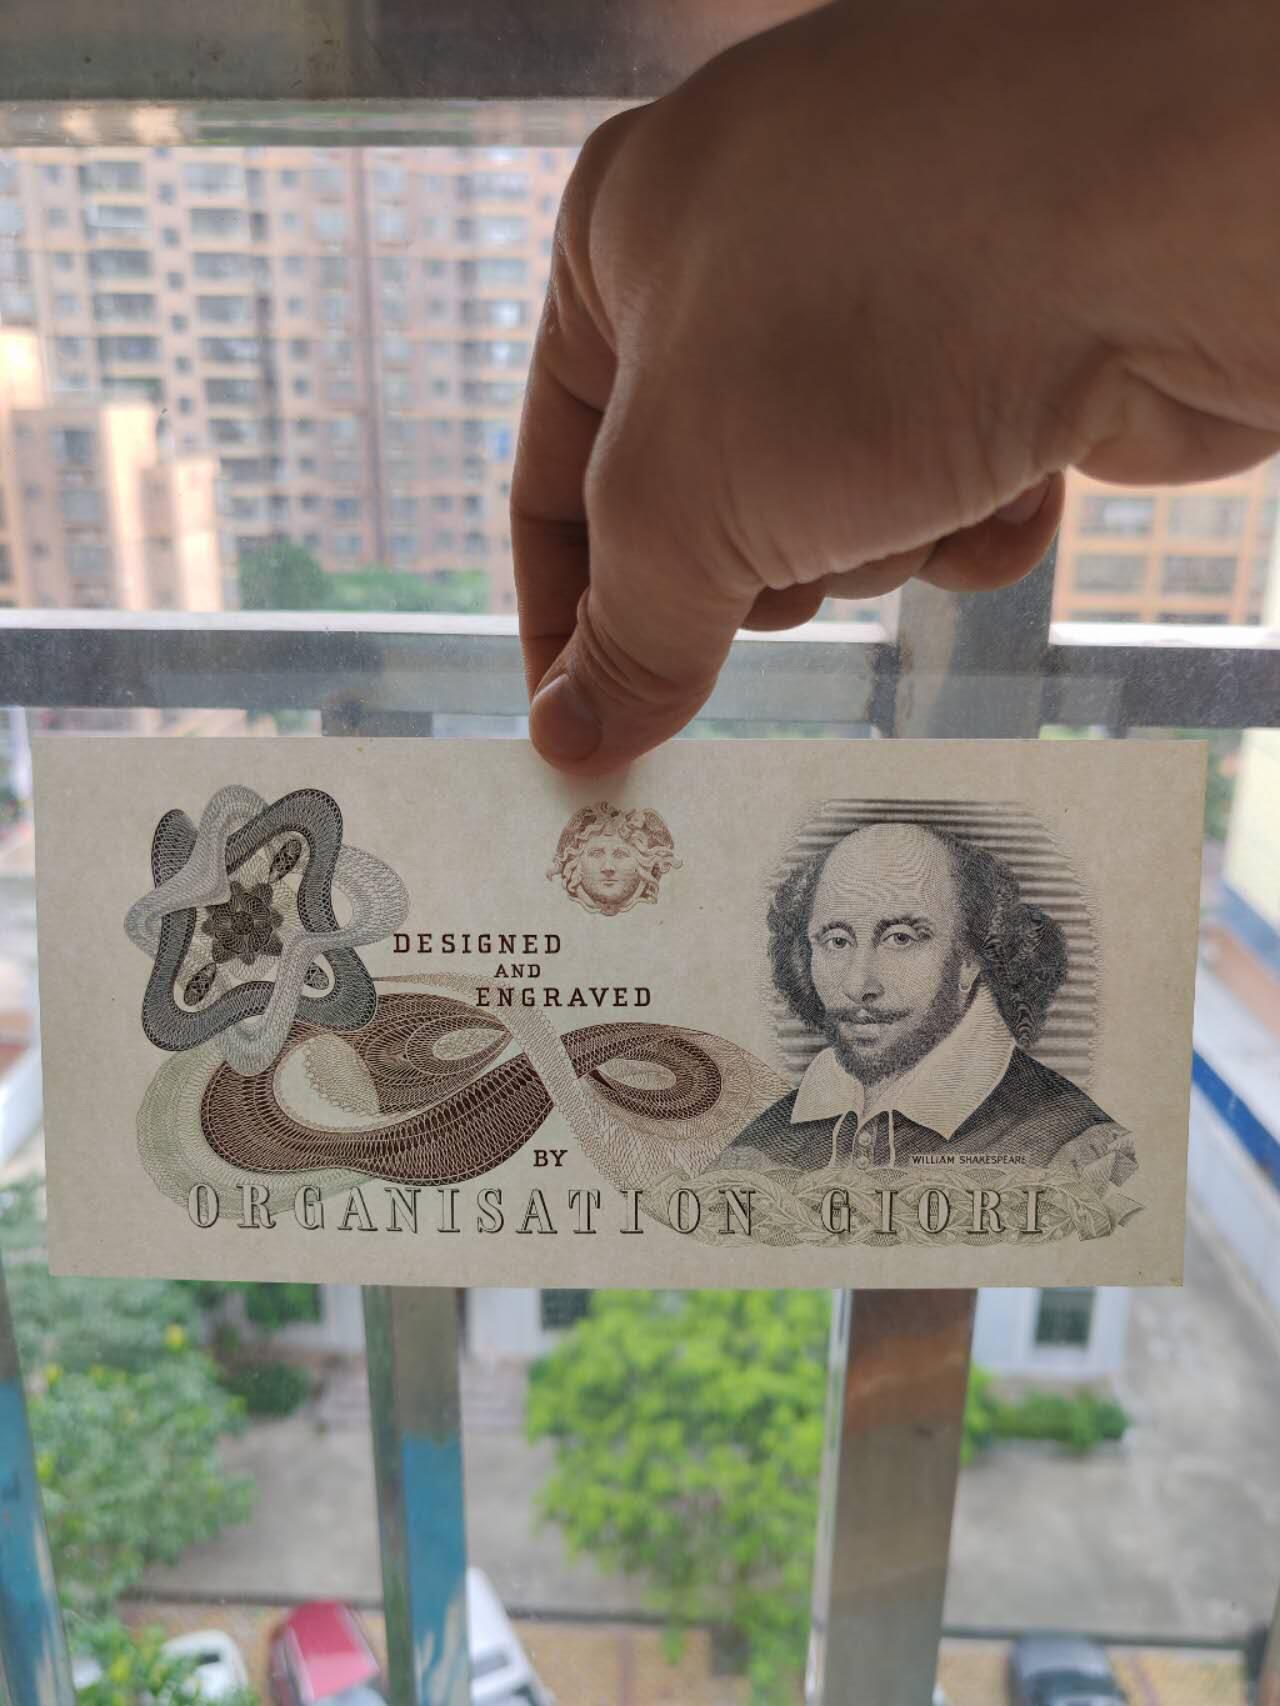 DESIGNED
AND
ENGRAVED
BY
WILLIAM SHAKESPEARE
ORGANISATION GIORI